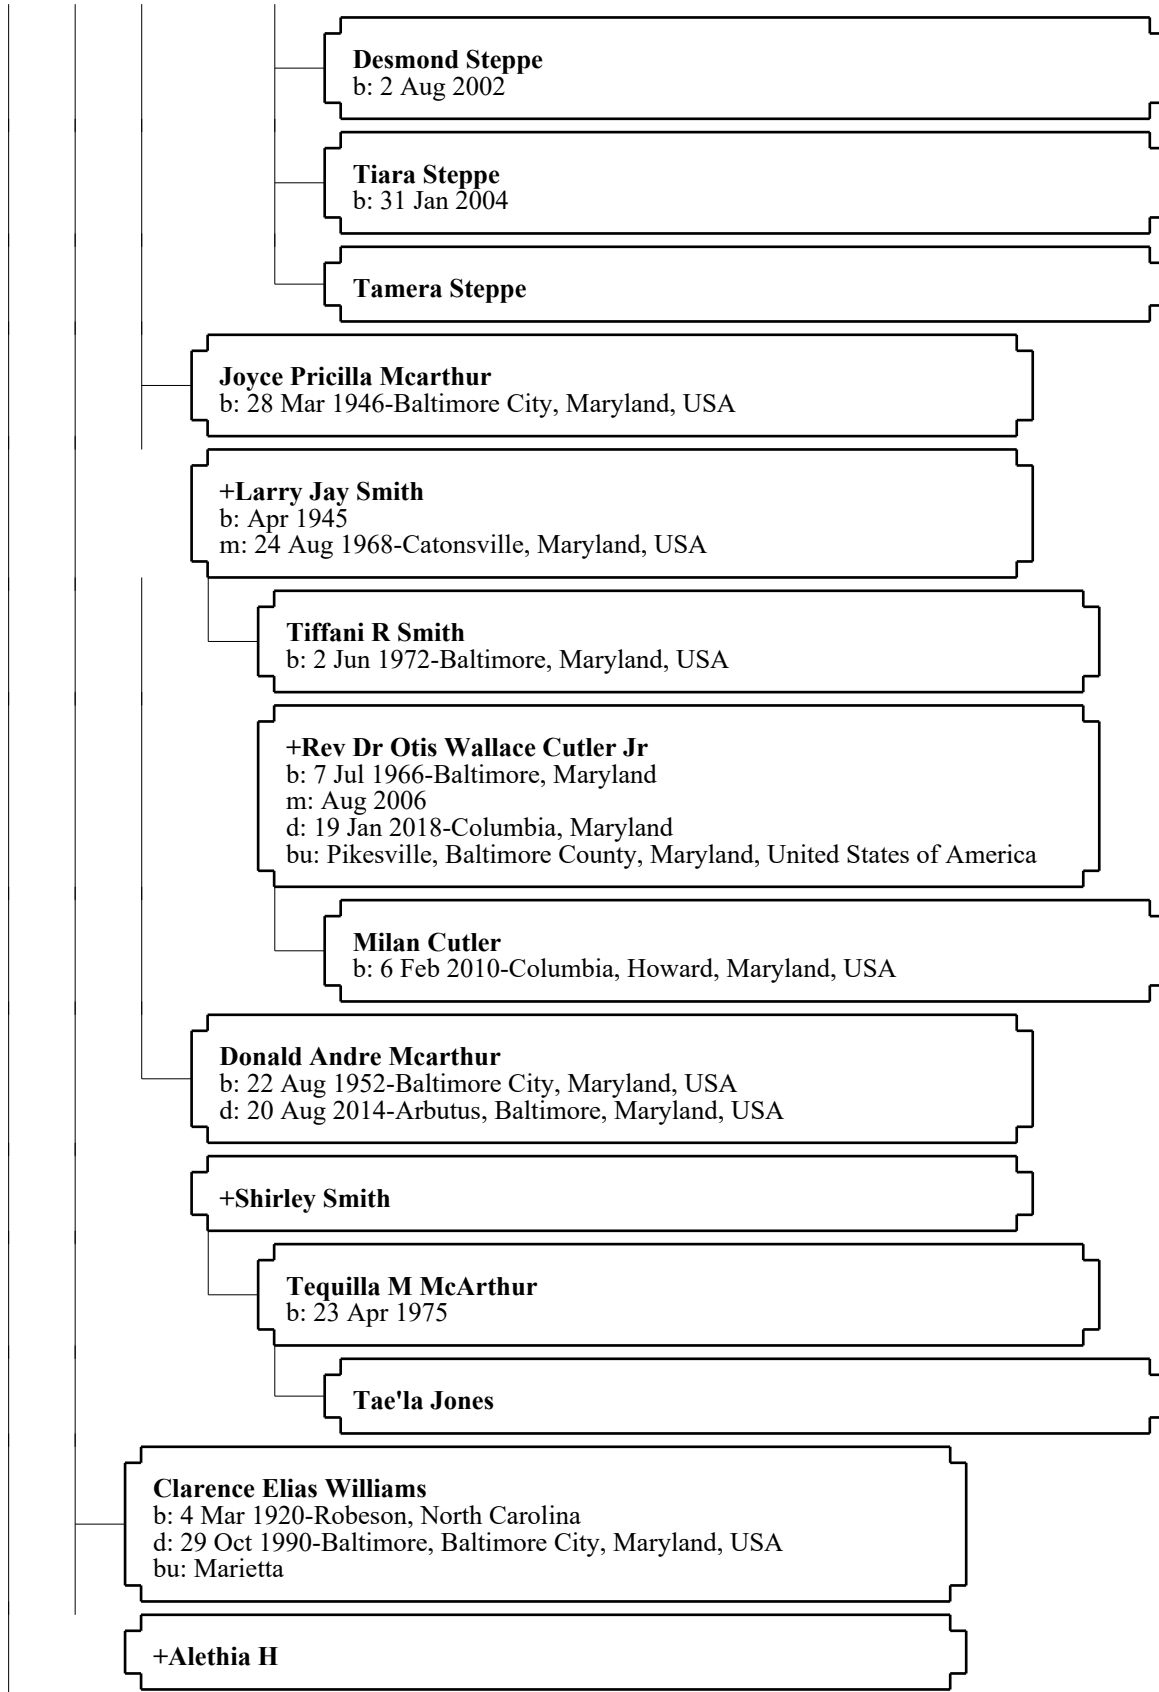 Desmond Steppe
b: 2 Aug 2002
Tiara Steppe
b: 31 Jan 2004
Tamera Steppe
Joyce Pricilla Mcarthur
b: 28 Mar 1946-Baltimore City, Maryland, USA
+Larry Jay Smith
b: Apr 1945
m: 24 Aug 1968-Catonsville, Maryland, USA
Tiffani R Smith
b: 2 Jun 1972-Baltimore, Maryland, USA
+Rev Dr Otis Wallace Cutler Jr
b: 7 Jul 1966-Baltimore, Maryland
m: Aug 2006
d: 19 Jan 2018-Columbia, Maryland
bu: Pikesville, Baltimore County, Maryland, United States of America
Milan Cutler
b: 6 Feb 2010-Columbia, Howard, Maryland, USA
Donald Andre Mcarthur
b: 22 Aug 1952-Baltimore City, Maryland, USA
d: 20 Aug 2014-Arbutus, Baltimore, Maryland, USA
+Shirley Smith
Tequilla M McArthur
b: 23 Apr 1975
Tae'la Jones
Clarence Elias Williams
b: 4 Mar 1920-Robeson, North Carolina
d: 29 Oct 1990-Baltimore, Baltimore City, Maryland, USA
bu: Marietta
+Alethia H